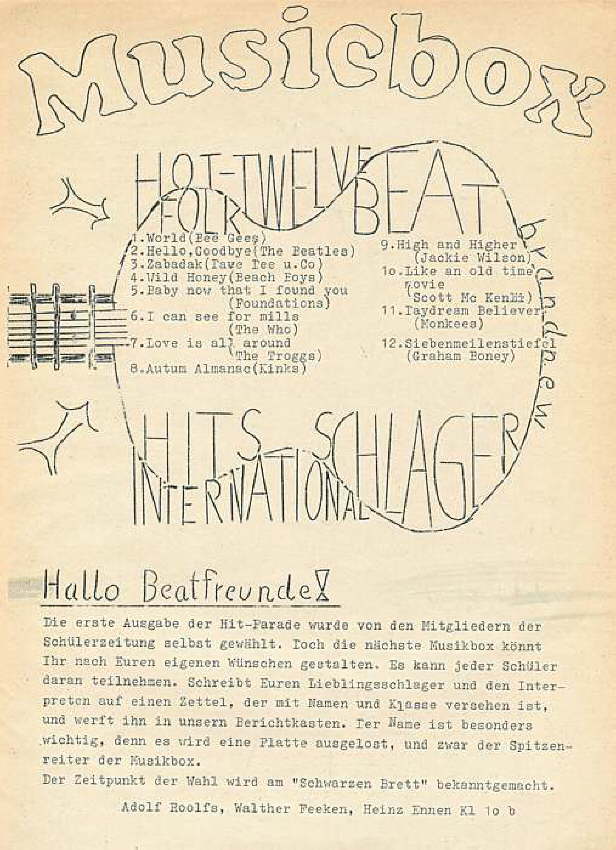 Musicbox
HOT-TWELVE
FOLK BEAT
brandnew
1.World(Bee Gees)
2.Hello,Goodbye(The Beatles)
3.Zabadak(Dave Dee u.Co)
4.Wild Honey(Beach Boys)
5.Baby now that I found you
(Foundations)
6.I can see for mills
(The Who)
7.Love is all around
(The Troggs)
8.Autum Almanac(Kinks)
9.High and Higher
(Jackie Wilson)
1o.Like an old time
movie
(Scott Mc Kenzi)
11.Daydream Believer
(Monkees)
12.Siebenmeilenstiefel
(Graham Boney)
HITS SCHLAGER
INTERNATIONAL
Hallo Beatfreunde!
Die erste Ausgabe der Hit-Parade wurde von den Mitgliedern der
Schülerzeitung selbst gewählt. Doch die nächste Musikbox könnt
Ihr nach Euren eigenen Wünschen gestalten. Es kann jeder Schüler
daran teilnehmen. Schreibt Euren Lieblingsschlager und den Inter-
preten auf einen Zettel, der mit Namen und Klasse versehen ist,
und werft ihn in unsern Berichtkasten. Der Name ist besonders
wichtig, denn es wird eine Platte ausgelost, und zwar der Spitzen-
reiter der Musikbox.
Der Zeitpunkt der Wahl wird am "Schwarzen Brett" bekanntgemacht.
Adolf Roolfs, Walther Feeken, Heinz Ennen Kl 1o b